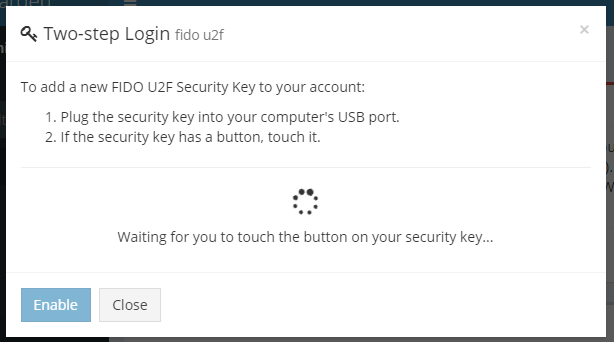 Two-step Login fido u2f
×
To add a new FIDO U2F Security Key to your account:
1. Plug the security key into your computer's USB port.
2. If the security key has a button, touch it.
Waiting for you to touch the button on your security key...
Enable
Close